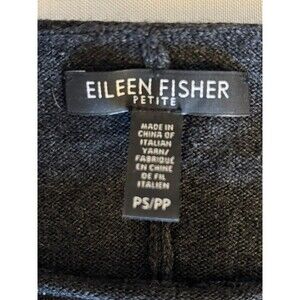 EILEEN FISHER
PETITE
MADE IN
CHINA OF
ITALIAN
YARN/
FABRIQUÉ
EN CHINE
DE FIL
ITALIEN
PS/PP